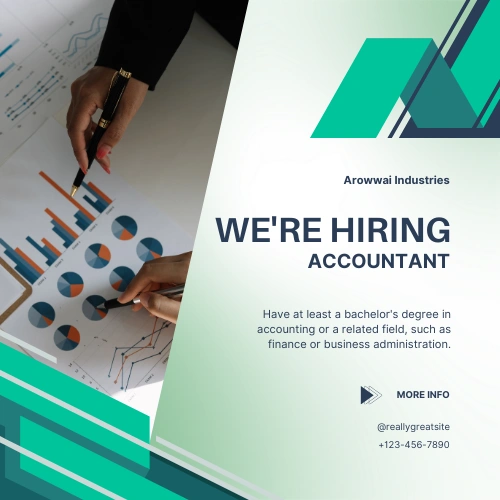 Arowwai Industries
WE'RE HIRING
ACCOUNTANT
Have at least a bachelor's degree in
accounting or a related field, such as
finance or business administration.
MORE INFO
@reallygreatsite
+123-456-7890